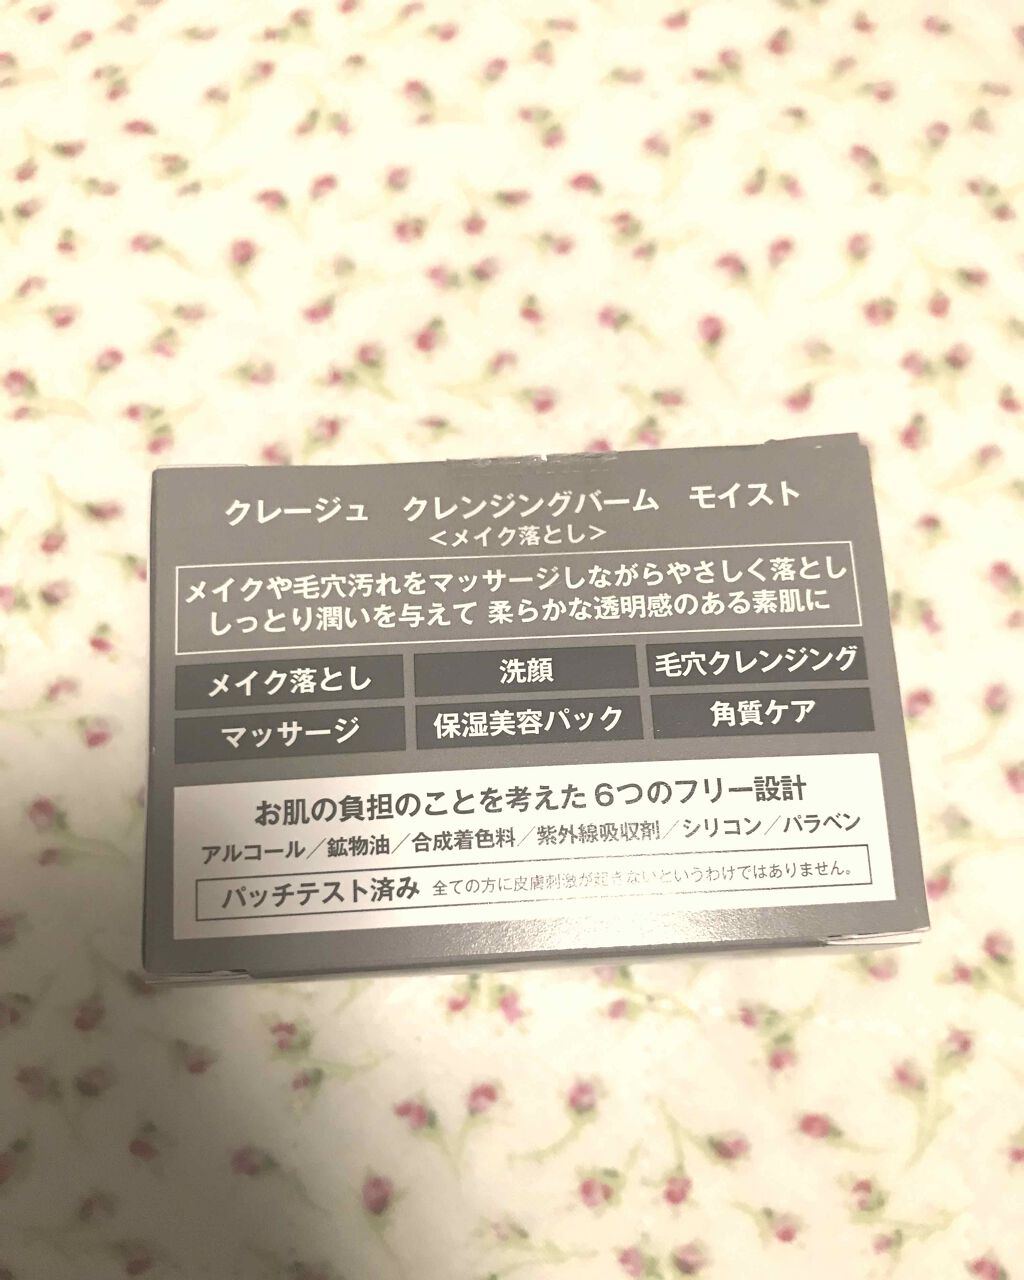 クレージュ クレンジングバーム モイスト
＜メイク落とし＞
メイクや毛穴汚れをマッサージしながらやさしく落とし
しっとり潤いを与えて 柔らかな透明感のある素肌に
メイク落とし 洗顔 毛穴クレンジング
マッサージ 保湿美容パック 角質ケア
お肌の負担のことを考えた6つのフリー設計
アルコール／鉱物油／合成着色料／紫外線吸収剤／シリコン／パラベン
パッチテスト済み 全ての方に皮膚刺激が起きないというわけではありません。